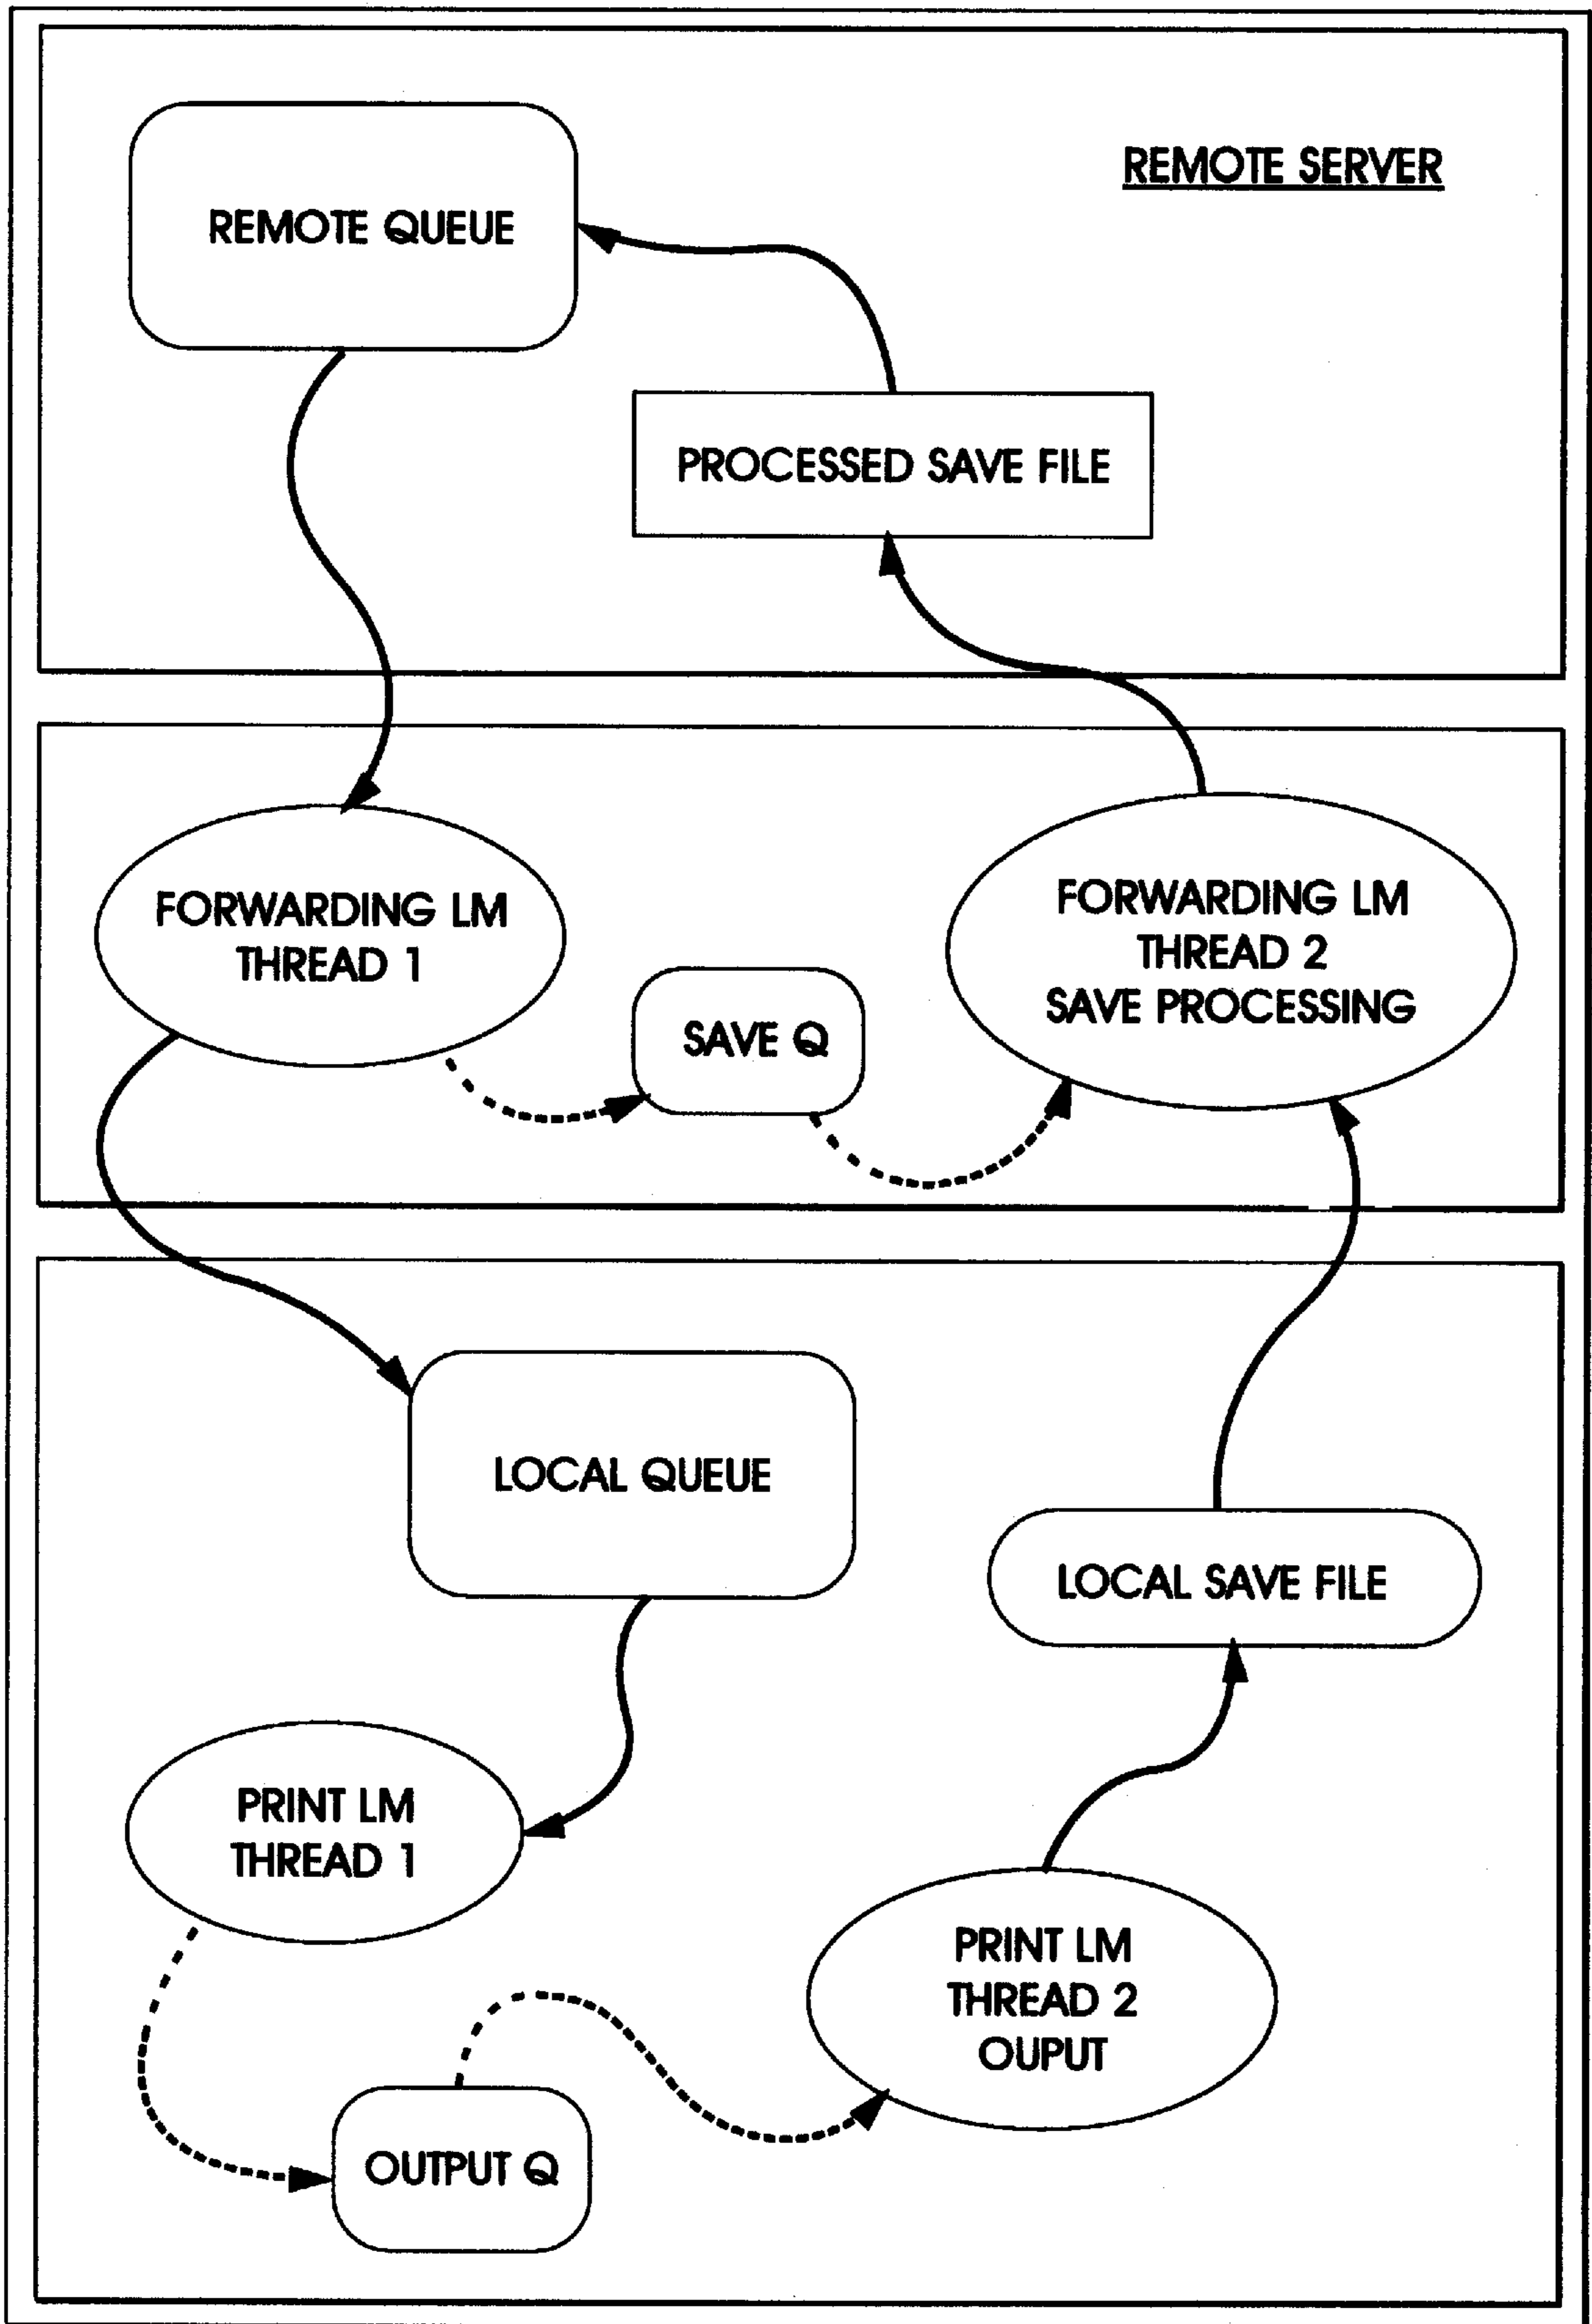 REMOTE SERVER
REMOTE QUEUE
PROCESSED SAVE FILE
FORWARDING LM
THREAD 1
FORWARDING LM
THREAD 2
SAVE PROCESSING
SAVE Q
LOCAL QUEUE
LOCAL SAVE FILE
PRINT LM
THREAD 1
PRINT LM
THREAD 2
OUPUT
OUTPUT Q